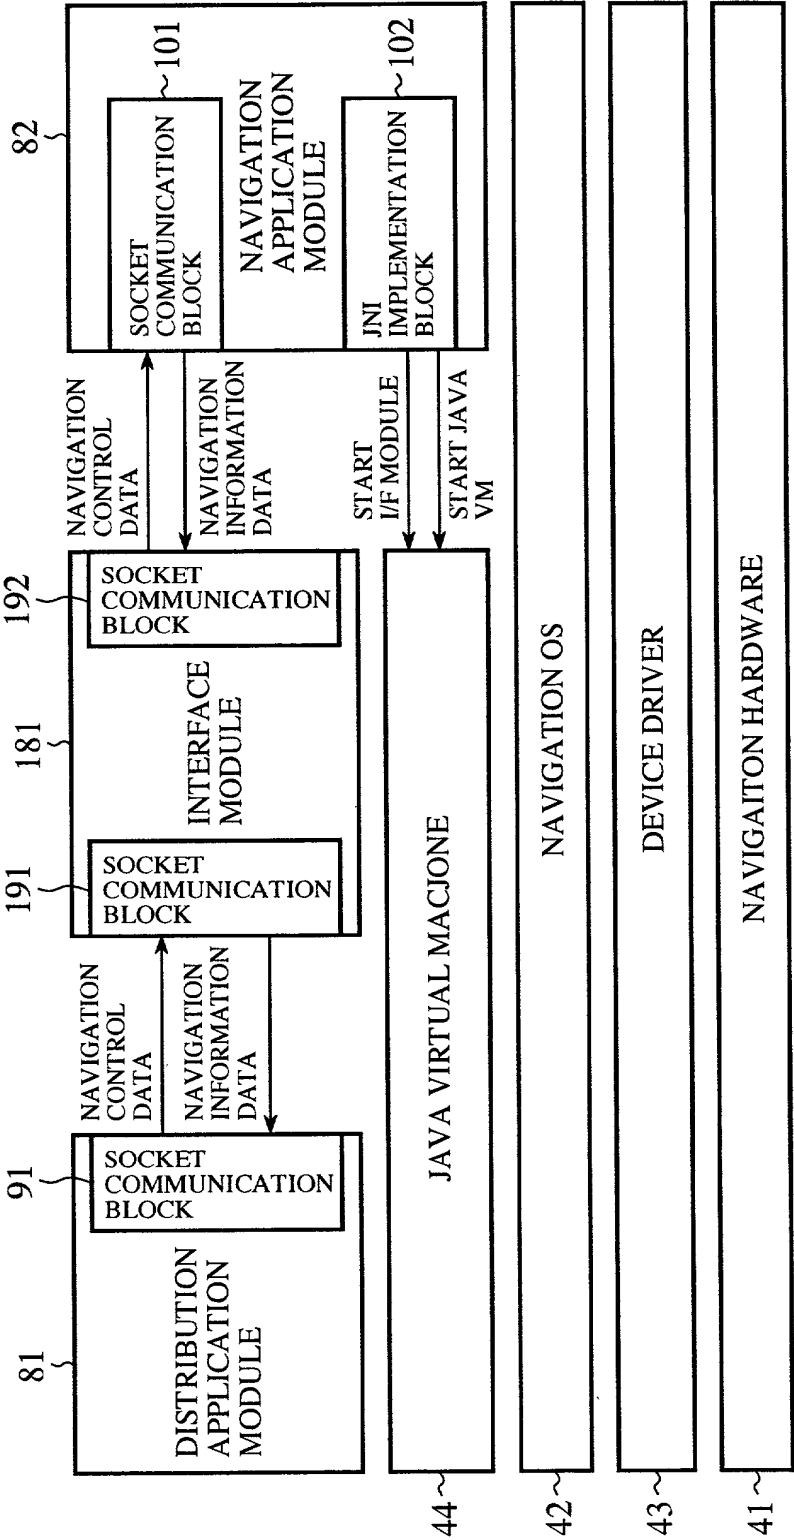 81
DISTRIBUTION
APPLICATION
MODULE
91
SOCKET
COMMUNICATION
BLOCK
NAVIGATION
CONTROL
DATA
NAVIGATION
INFORMATION
DATA
181
INTERFACE
MODULE
191
SOCKET
COMMUNICATION
BLOCK
192
SOCKET
COMMUNICATION
BLOCK
NAVIGATION
CONTROL
DATA
NAVIGATION
INFORMATION
DATA
82
SOCKET
COMMUNICATION
BLOCK
101
NAVIGATION
APPLICATION
MODULE
JNI
IMPLEMENTATION
BLOCK
102
START
I/F MODULE
START JAVA
VM
44
JAVA VIRTUAL MACJONE
42
NAVIGATION OS
43
DEVICE DRIVER
41
NAVIGAITON HARDWARE